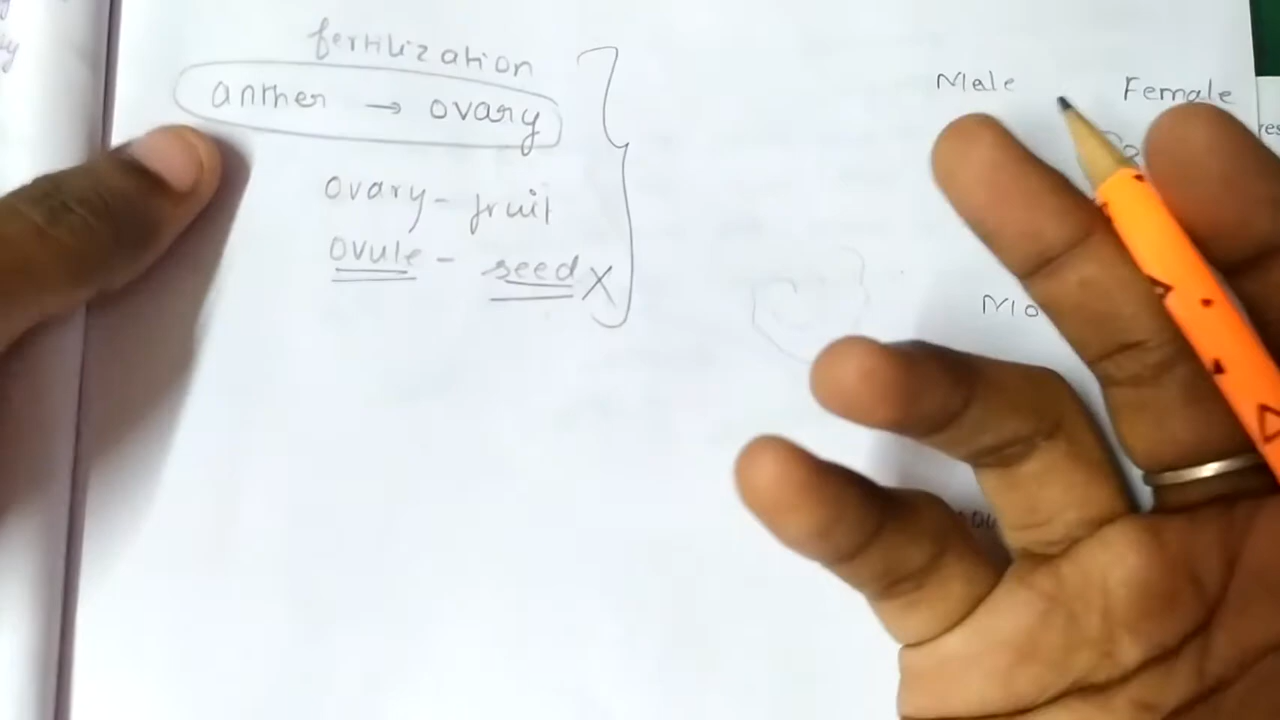 fertilization
anther → ovary
ovary - fruit
ovule - seed X
Male Female